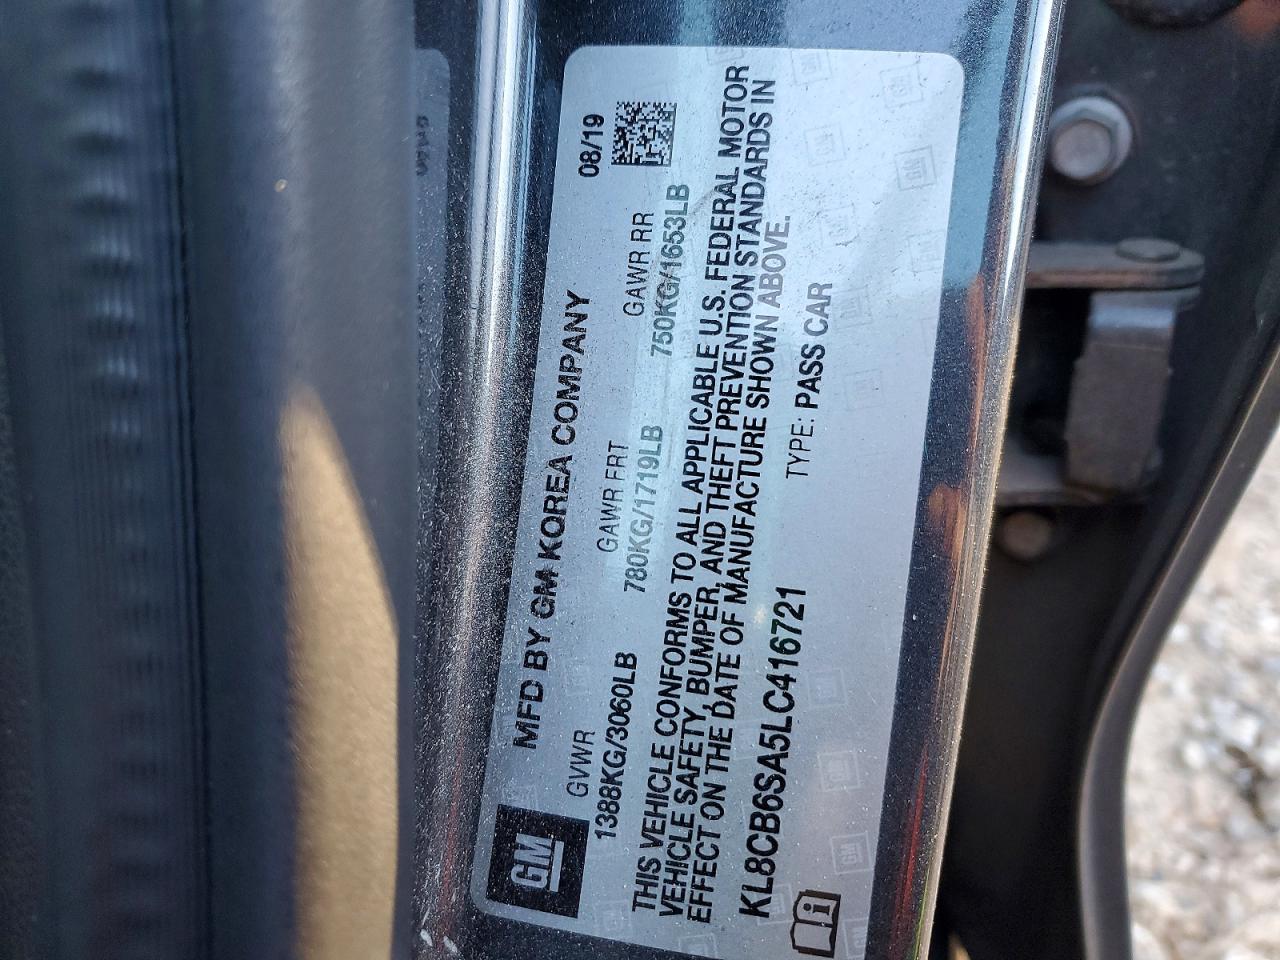 GM
MFD BY GM KOREA COMPANY
08/19
GVWR
GAWR FRT
GAWR RR
1388KG/3060LB
780KG/1719LB
750KG/1653LB
THIS VEHICLE CONFORMS TO ALL APPLICABLE U.S. FEDERAL MOTOR
VEHICLE SAFETY, BUMPER, AND THEFT PREVENTION STANDARDS IN
EFFECT ON THE DATE OF MANUFACTURE SHOWN ABOVE.
KL8CB6SA5LC416721
TYPE: PASS CAR